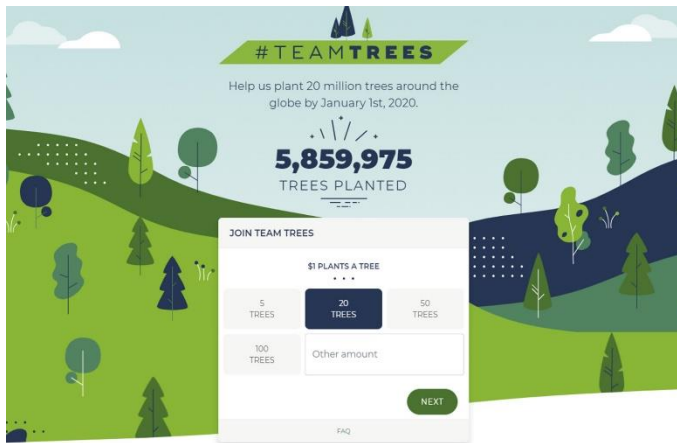 #TEAMTREES
Help us plant 20 million trees around the
globe by January 1st, 2020.
5,859,975
TREES PLANTED
JOIN TEAM TREES
$1 PLANTS A TREE
5
TREES
20
TREES
50
TREES
100
TREES
Other amount
NEXT
FAQ